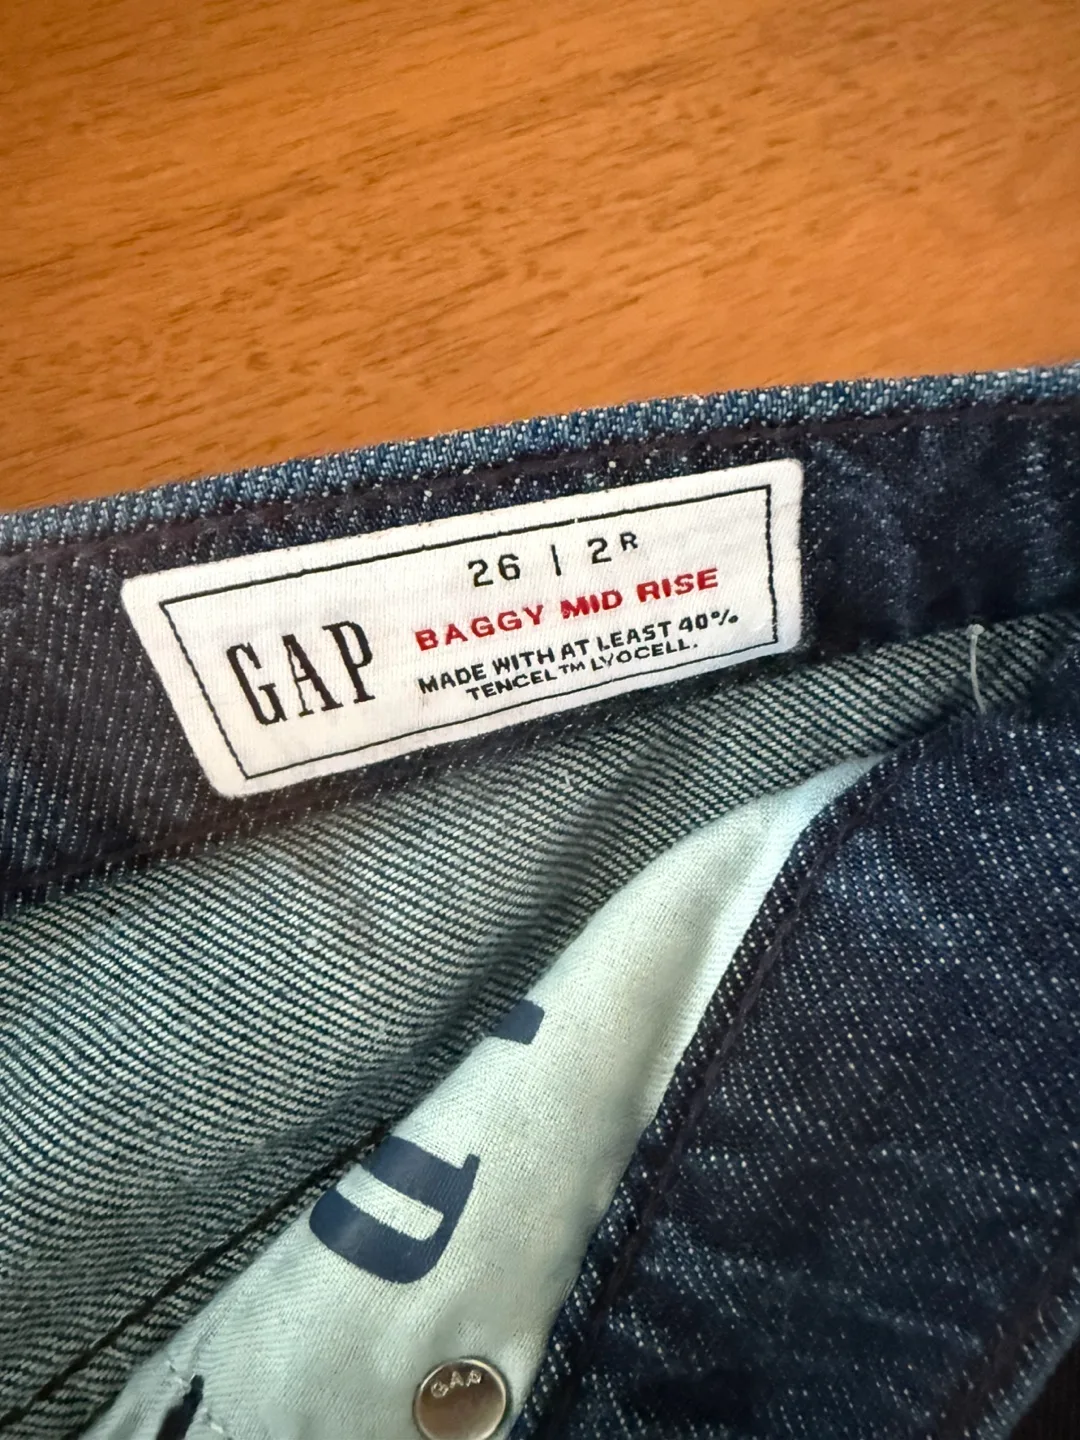 GAP
26 | 2R
BAGGY MID RISE
MADE WITH AT LEAST 40%
TENCEL™ LYOCELL.
GAP